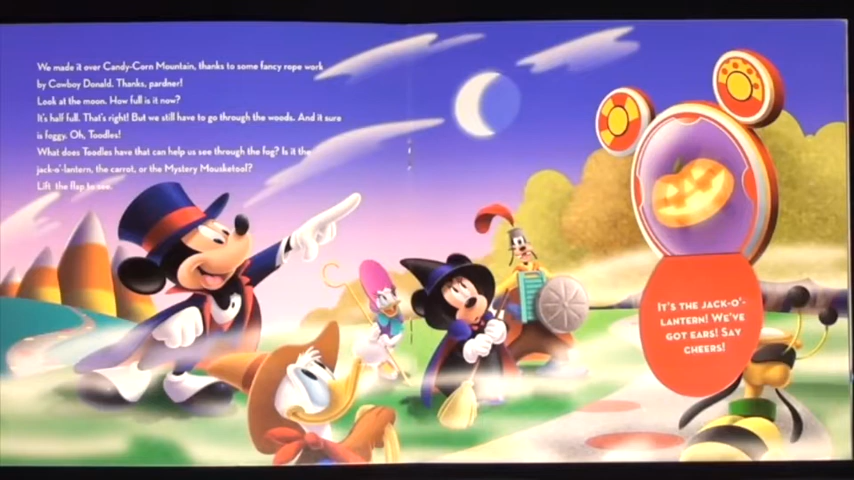 We made it over Candy-Corn Mountain, thanks to some fancy rope work
by Cowboy Donald. Thanks, pardner!
Look at the moon. How full is it now?
It's half full. That's right! But we still have to go through the woods. And it sure
is foggy. Oh, Toodles!
What does Toodles have that can help us see through the fog? Is it the
jack-o'-lantern, the carrot, or the Mystery Mousketool?
Lift the flap to see.
IT'S THE JACK-O'-
LANTERN! WE'VE
GOT EARS! SAY
CHEERS!